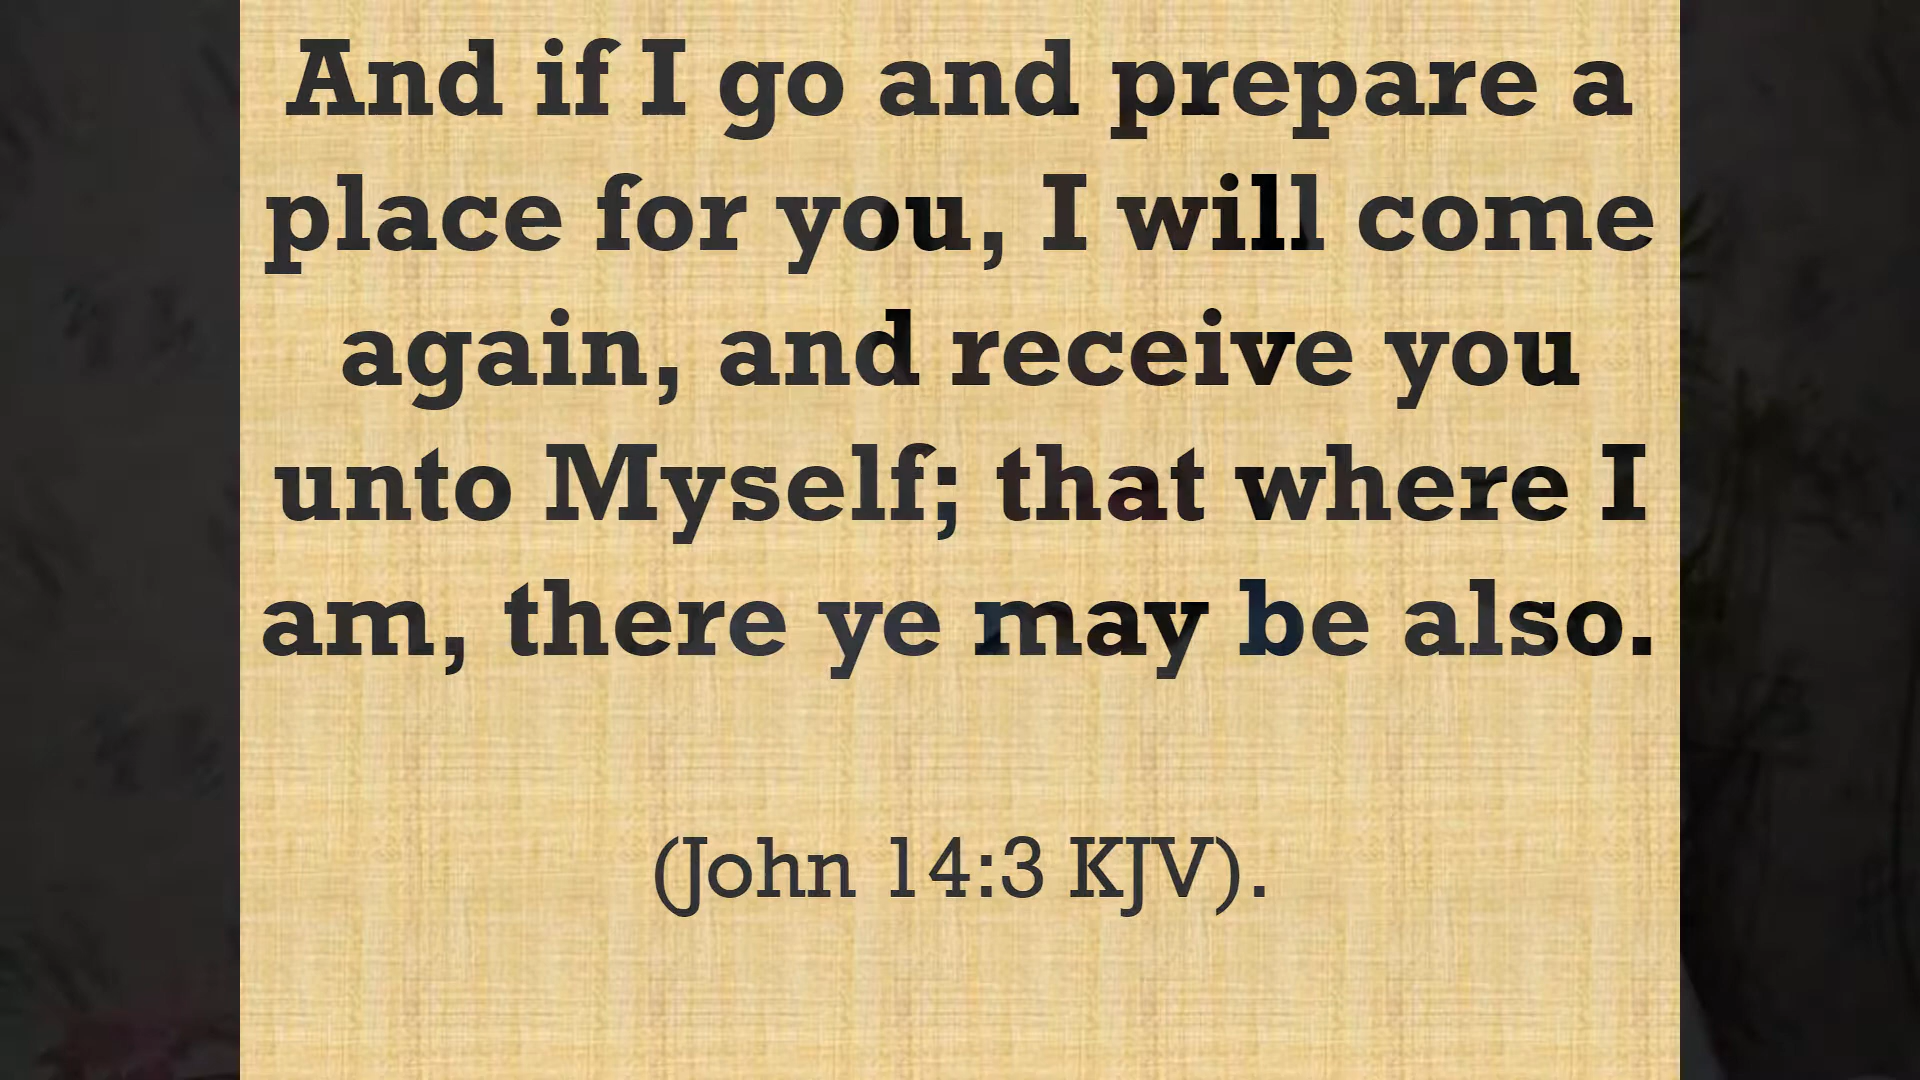 And if I go and prepare a
place for you, I will come
again, and receive you
unto Myself; that where I
am, there ye may be also.
(John 14:3 KJV).